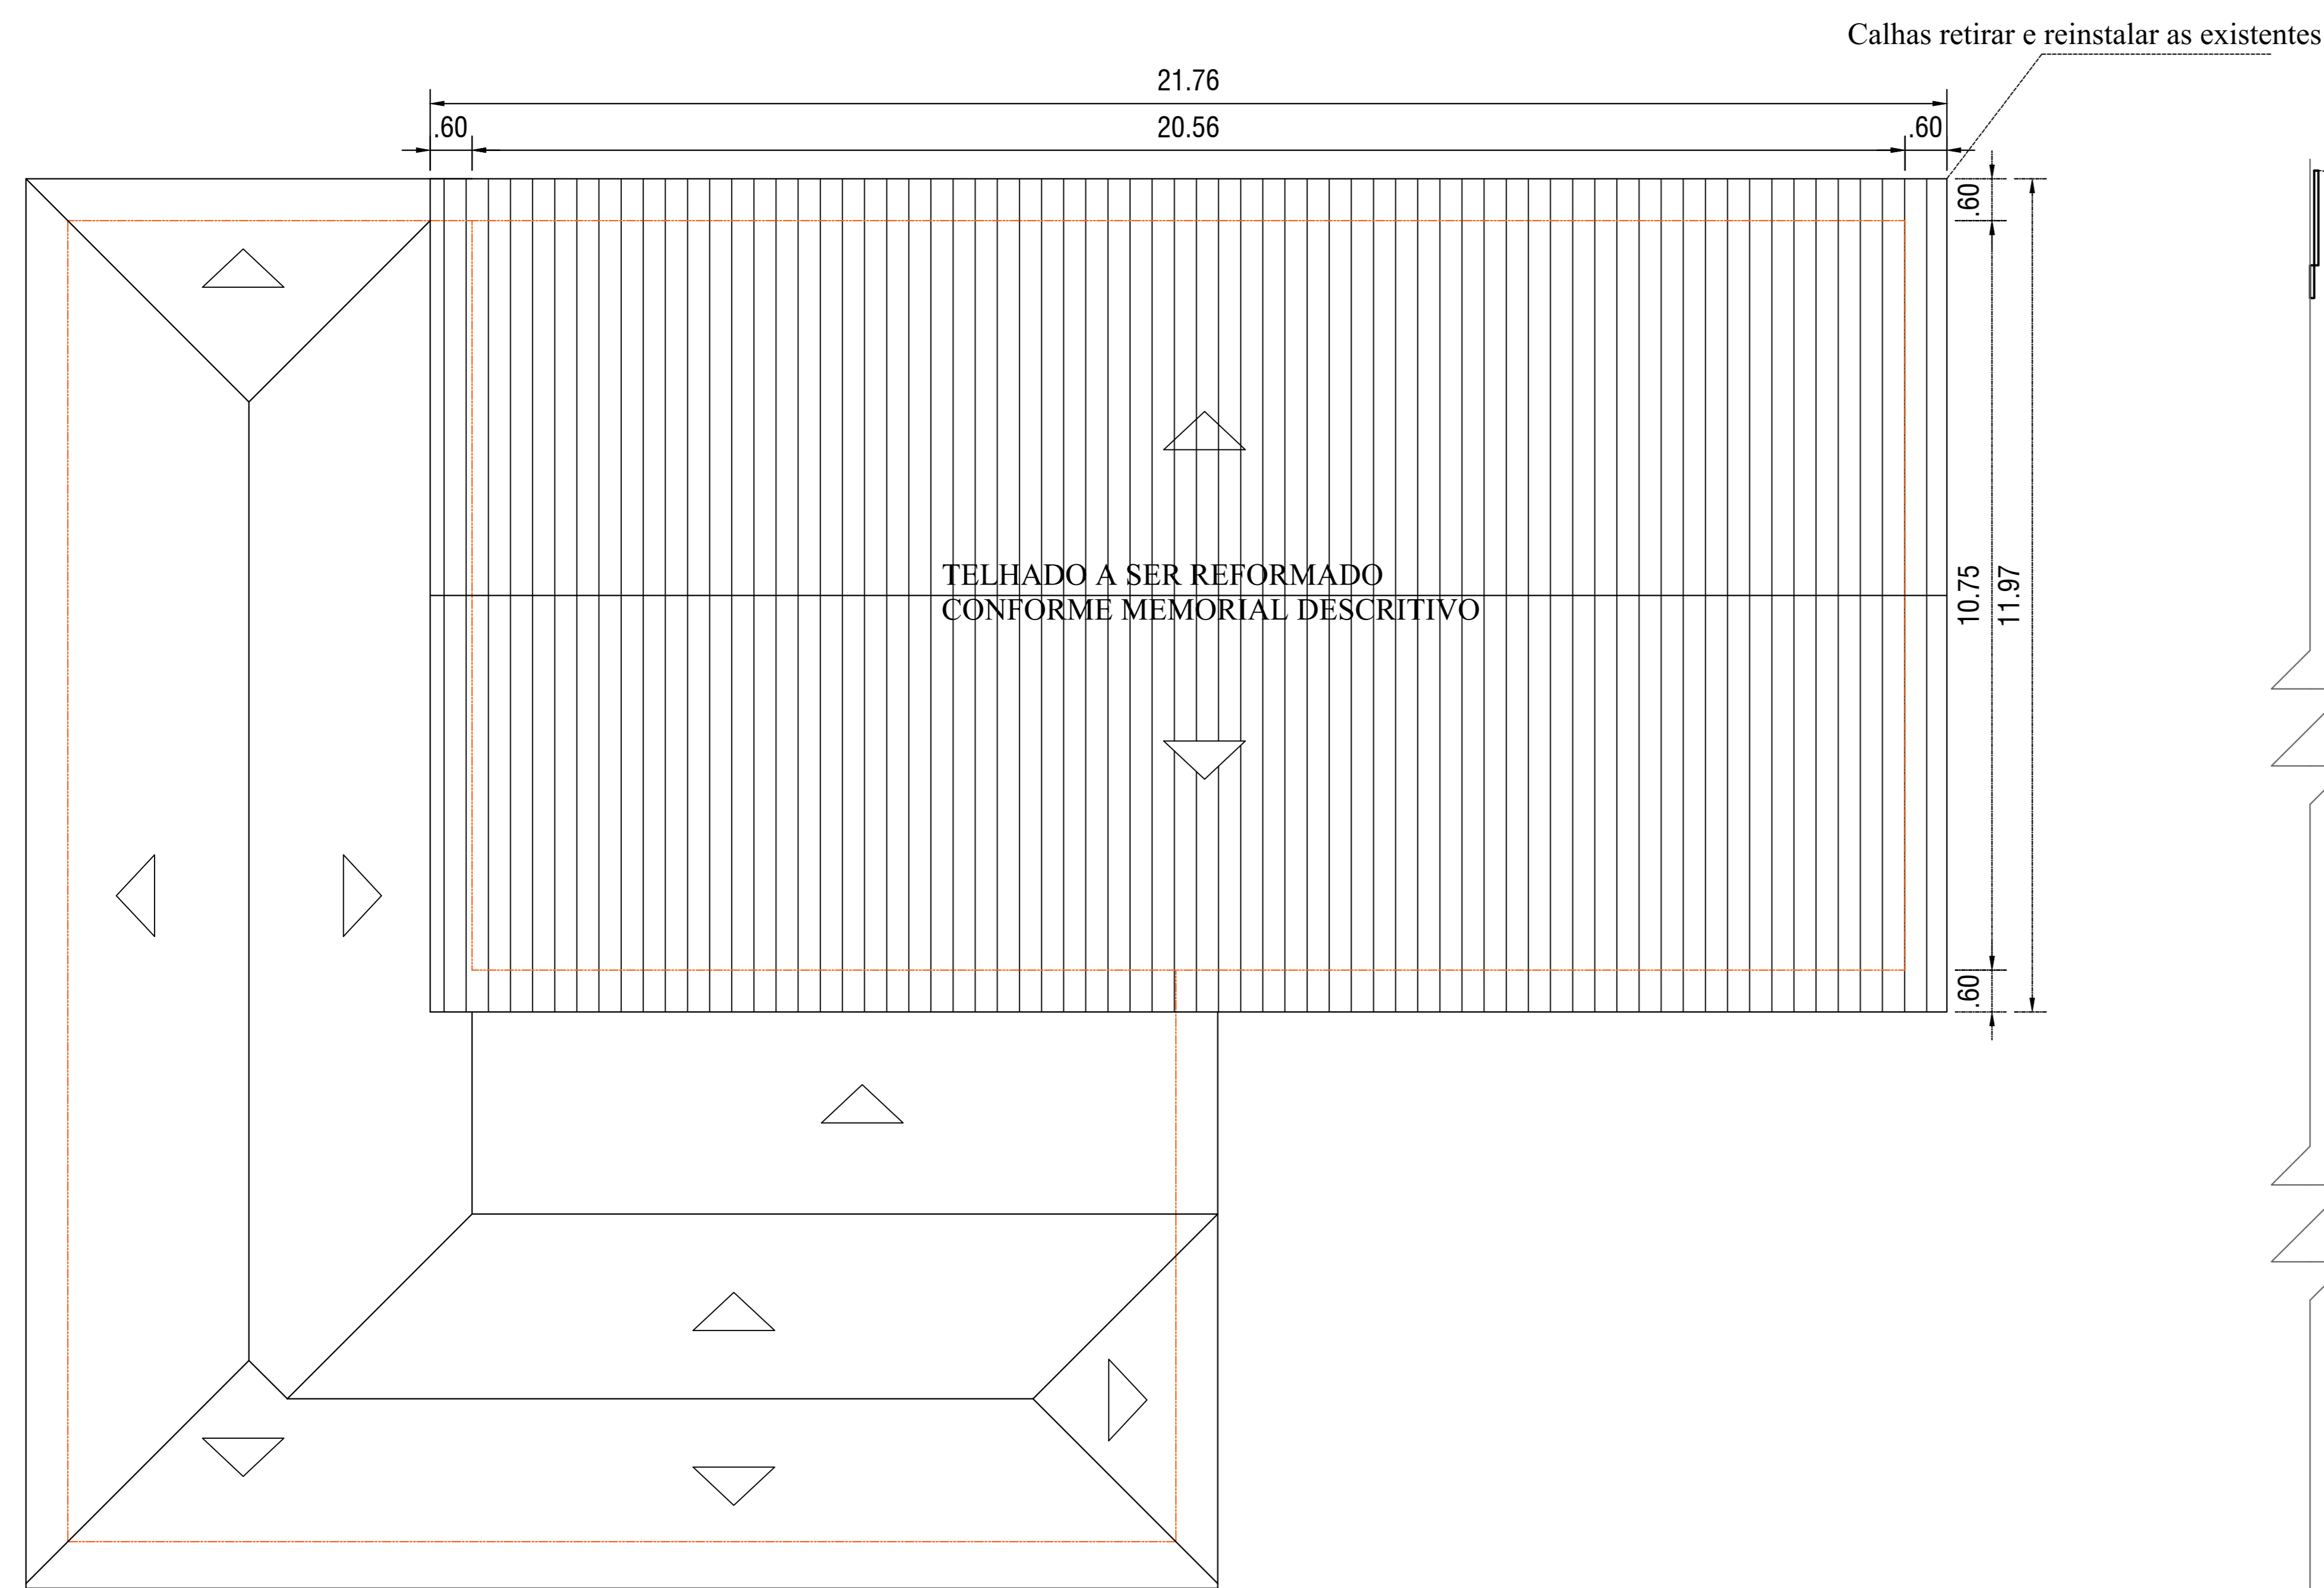 Calhas retirar e reinstalar as existentes
21.76
.60
20.56
.60
.60
TELHADO A SER REFORMADO
CONFORME MEMORIAL DESCRITIVO
10.75
11.97
.60